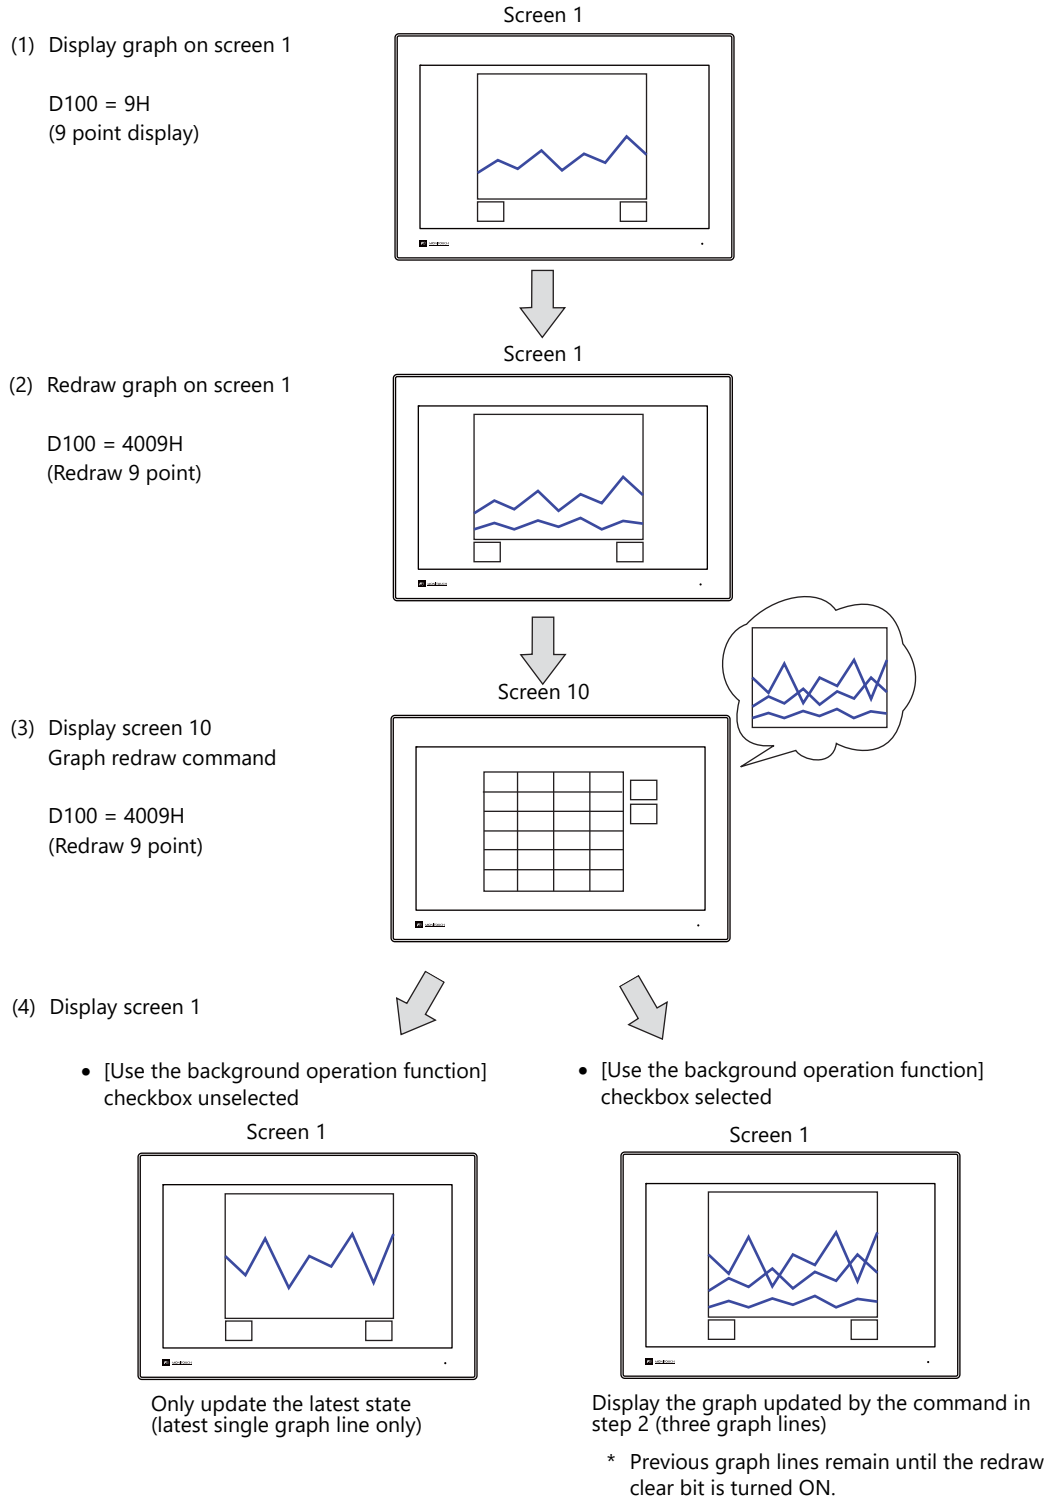 Screen 1
(1) Display graph on screen 1
D100 = 9H
(9 point display)
Screen 1
(2) Redraw graph on screen 1
D100 = 4009H
(Redraw 9 point)
Screen 10
(3) Display screen 10
Graph redraw command
D100 = 4009H
(Redraw 9 point)
(4) Display screen 1
• [Use the background operation function]
checkbox unselected
Screen 1
Only update the latest state
(latest single graph line only)
• [Use the background operation function]
checkbox selected
Screen 1
Display the graph updated by the command in
step 2 (three graph lines)
* Previous graph lines remain until the redraw
clear bit is turned ON.